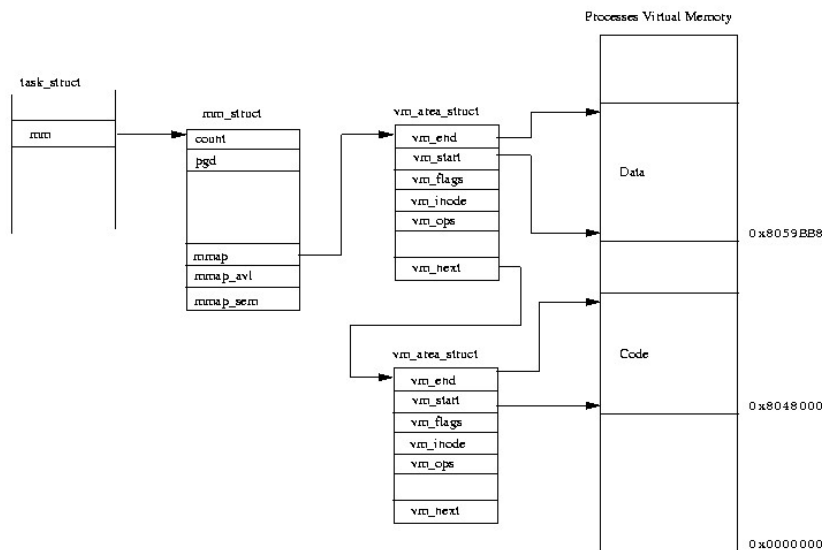 Processes Virtual Memory
task_struct
mm
mm_struct
count
pgd
mmap
mmap_avl
mmap_sem
vm_area_struct
vm_end
vm_start
vm_flags
vm_inode
vm_ops
vm_next
vm_area_struct
vm_end
vm_start
vm_flags
vm_inode
vm_ops
vm_next
Data
0x8059BB8
Code
0x8048000
0x0000000